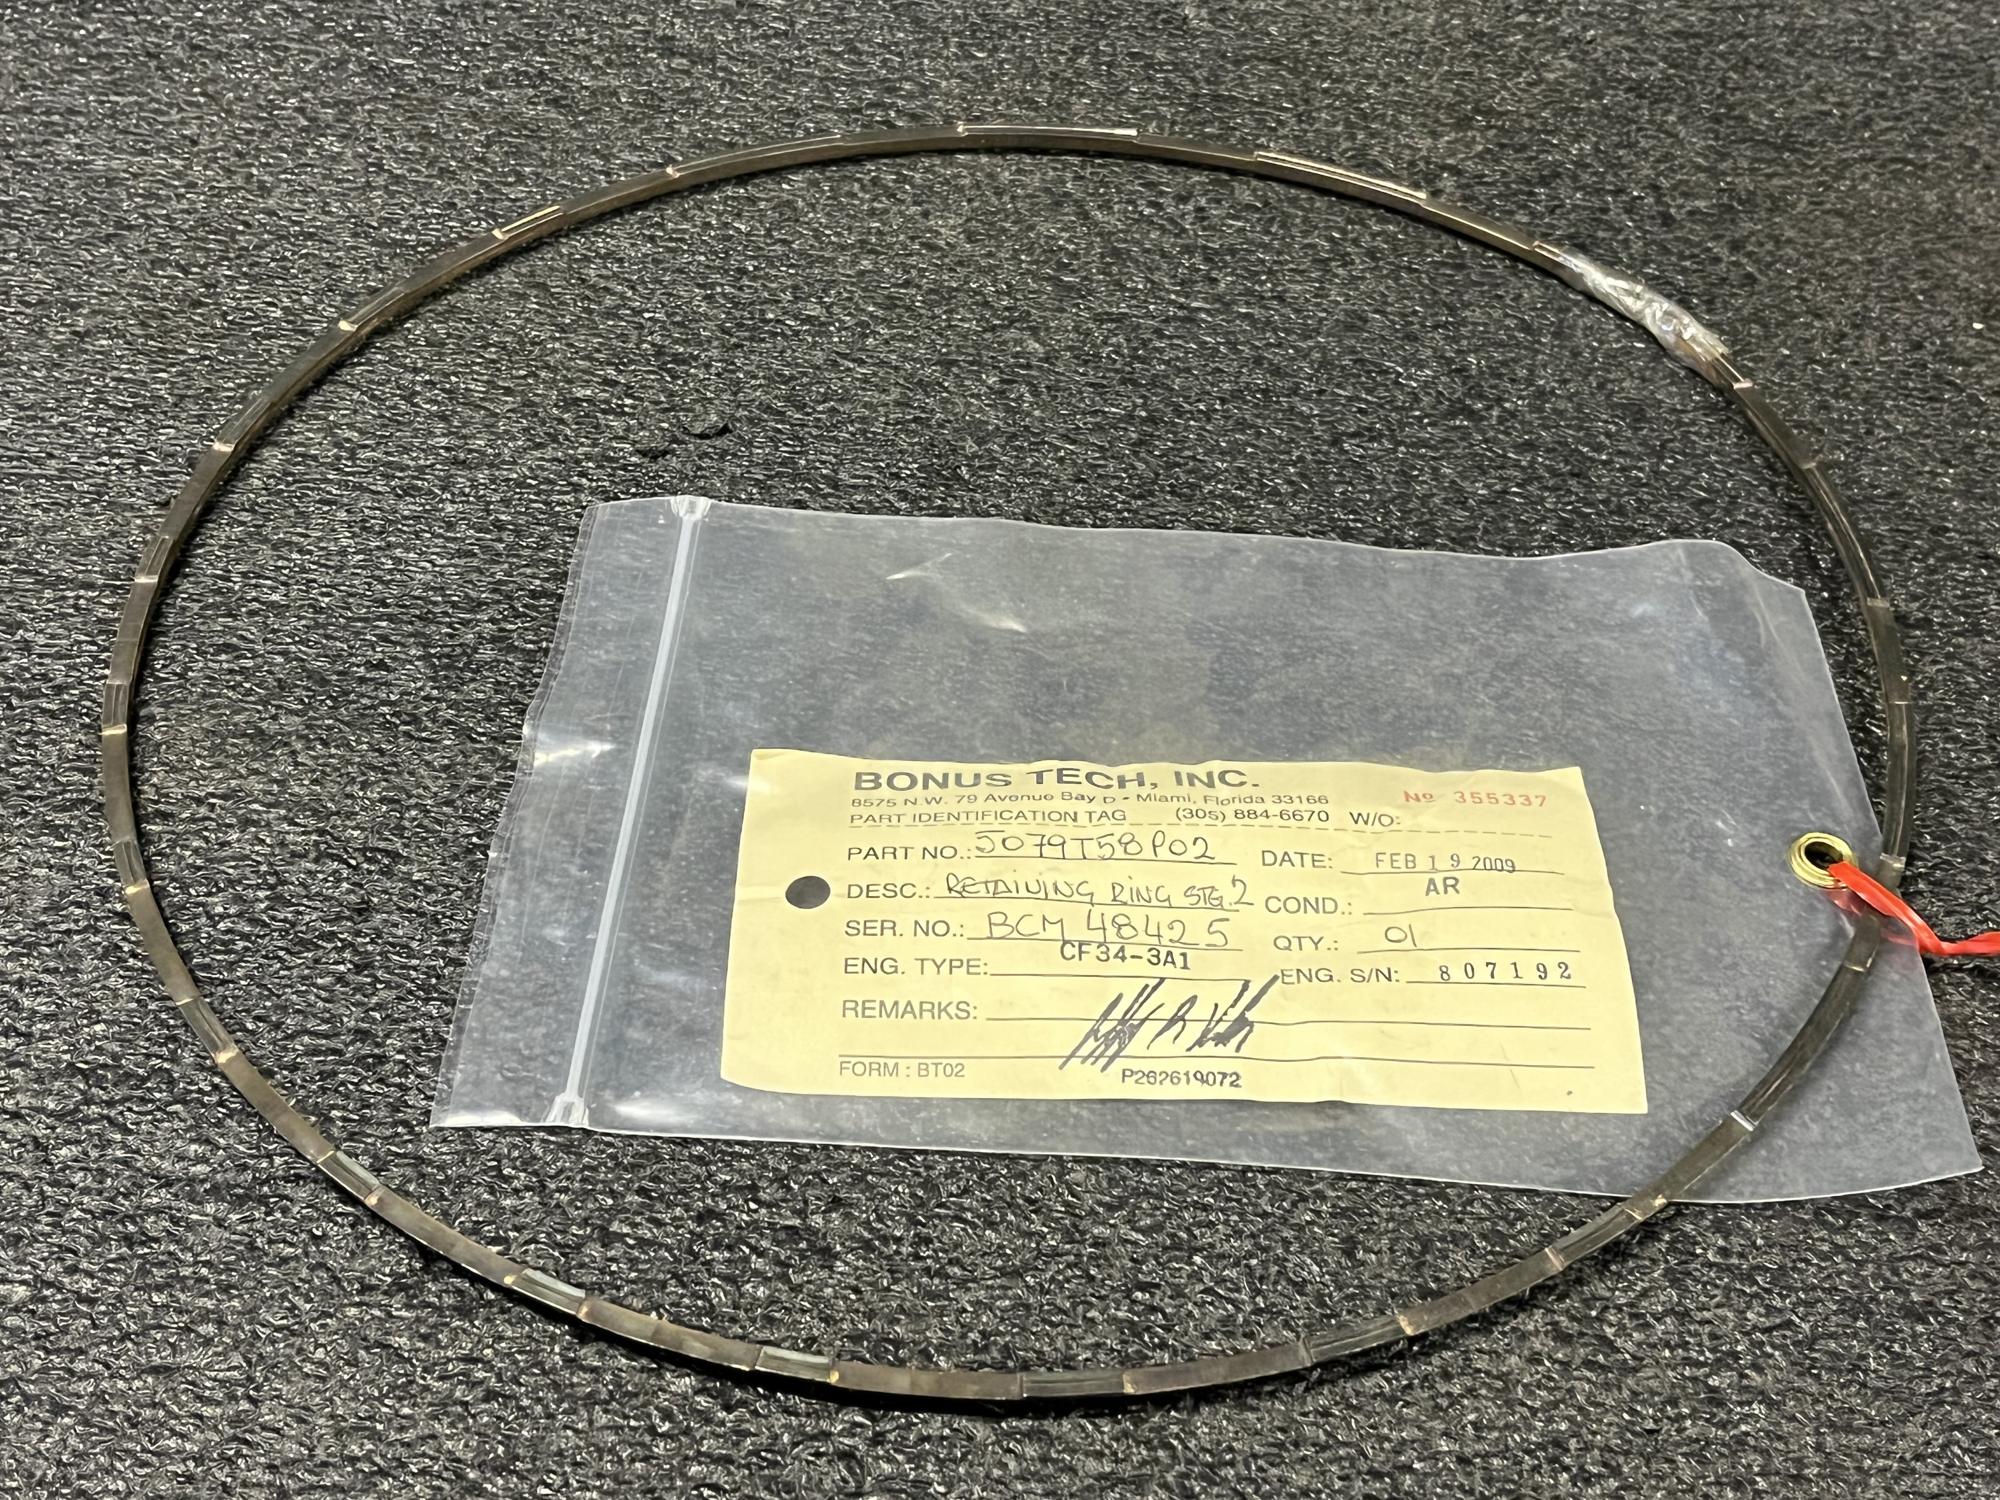 BONUS TECH, INC.
8575 N.W. 79 Avenue Bay D - Miami, Florida 33166 No 355337
PART IDENTIFICATION TAG (305) 884-6670 W/O:
PART NO.: 5079T58P02 DATE: FEB 19 2009
DESC.: RETAINING RING STG.2 COND.: AR
SER. NO.: BCM 48425 QTY.: 01
ENG. TYPE: CF34-3A1 ENG. S/N: 807192
REMARKS:
FORM : BT02 P262619072